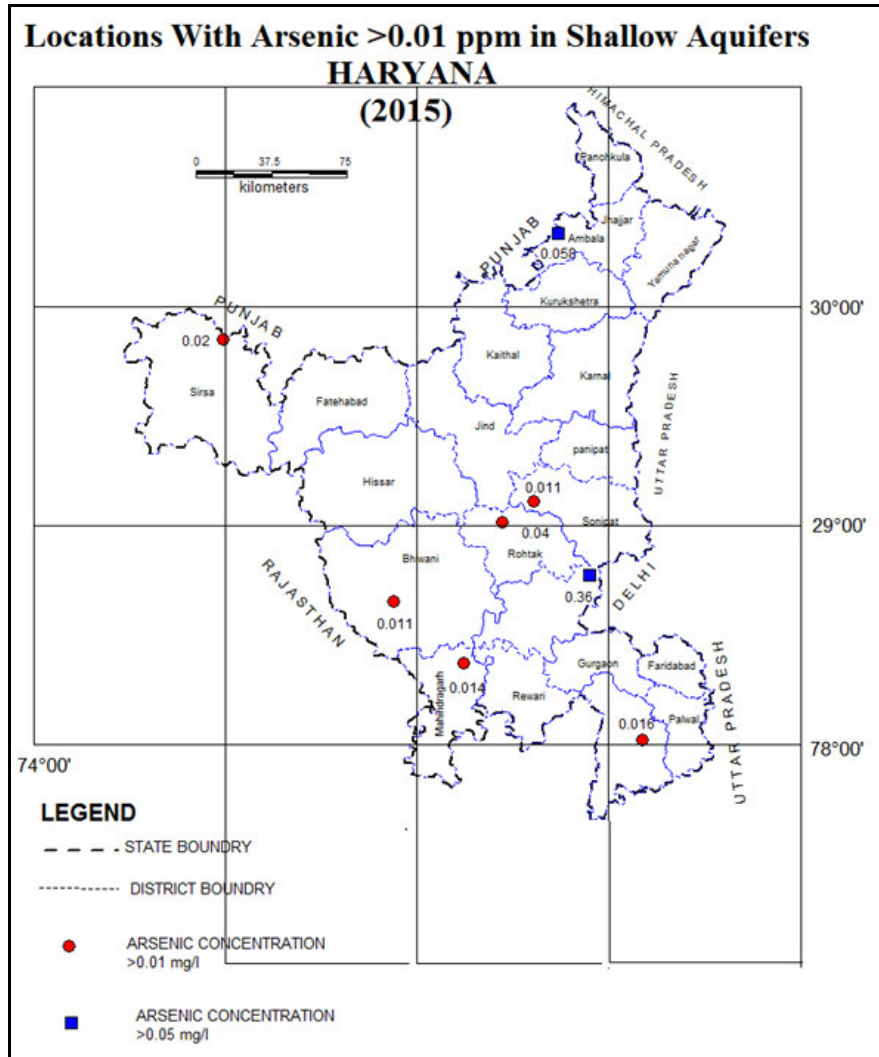 Locations With Arsenic >0.01 ppm in Shallow Aquifers
HARYANA
(2015)
0 37.5 75
kilometers
HIMACHAL PRADESH
Panchkula
Jhajjar
PUNJAB
Ambala
0.058
Yamuna nagar
Kurukshetra
30°00'
PUNJAB
0.02
Kaithal
Karnal
Sirsa
Fatehabad
UTTAR PRADESH
Jind
panipat
Hissar
0.011
Sonipat
29°00'
0.04
Rohtak
Bhiwani
RAJASTHAN
0.36
DELHI
0.011
Gurgaon
Faridabad
UTTAR PRADESH
0.014
Rewari
Mahindragarh
0.016
Palwal
78°00'
74°00'
LEGEND
STATE BOUNDRY
DISTRICT BOUNDRY
ARSENIC CONCENTRATION
>0.01 mg/l
ARSENIC CONCENTRATION
>0.05 mg/l